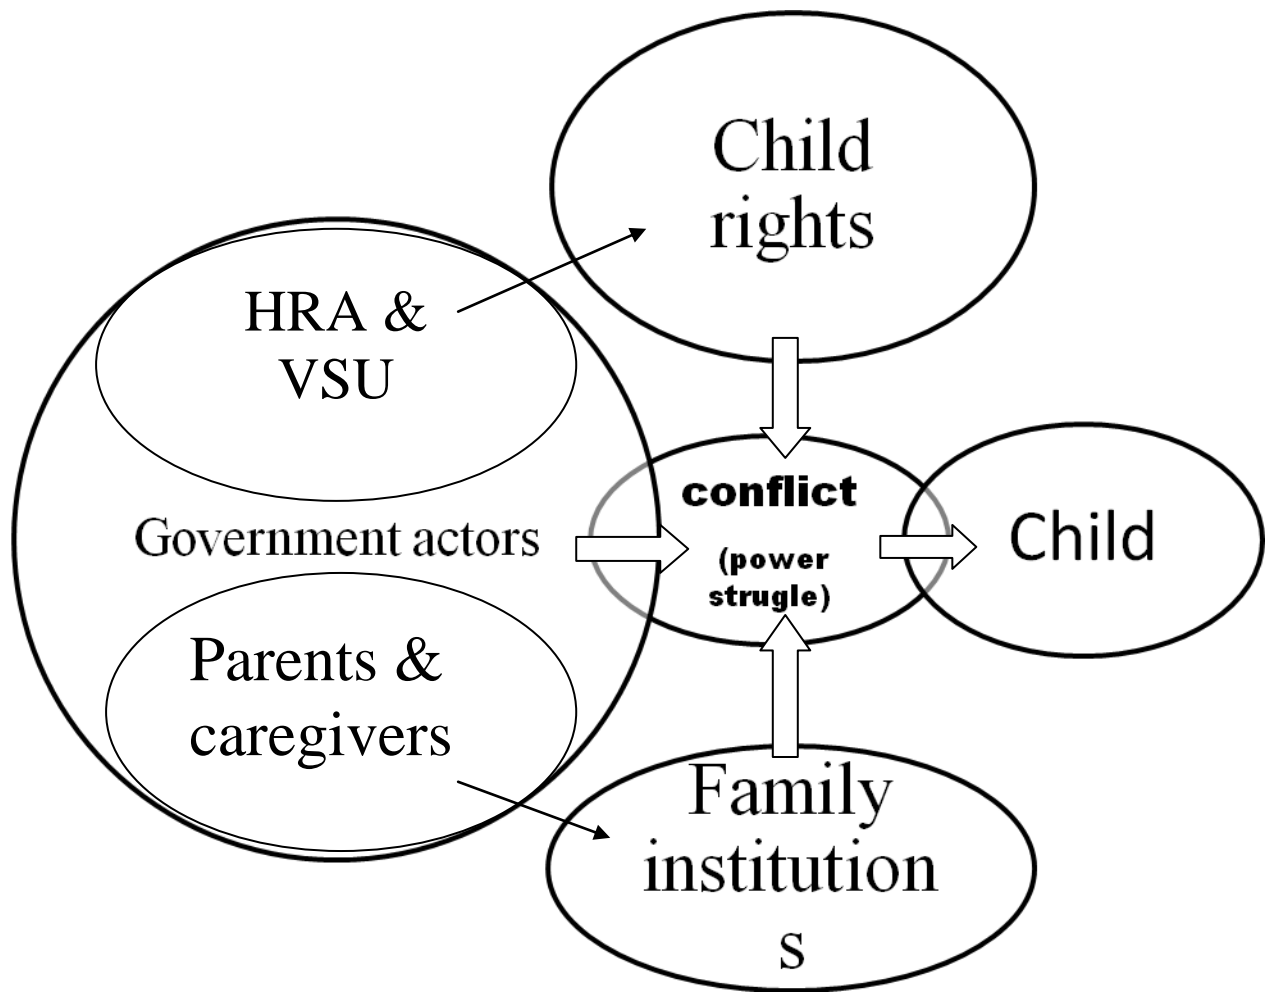 Child
rights
HRA &
VSU
Government actors
Parents &
caregivers
conflict
(power
strugle)
Child
Family
institution
s